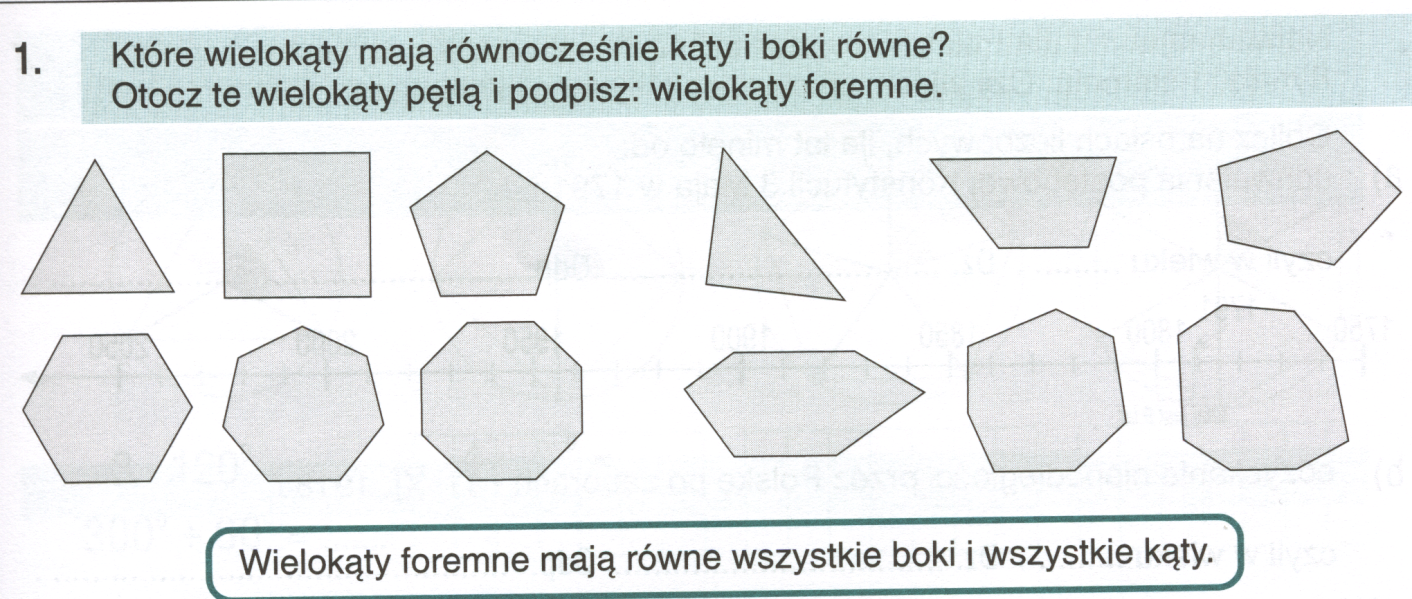 1. Które wielokąty mają równocześnie kąty i boki równe?
Otocz te wielokąty pętlą i podpisz: wielokąty foremne.
Wielokąty foremne mają równe wszystkie boki i wszystkie kąty.